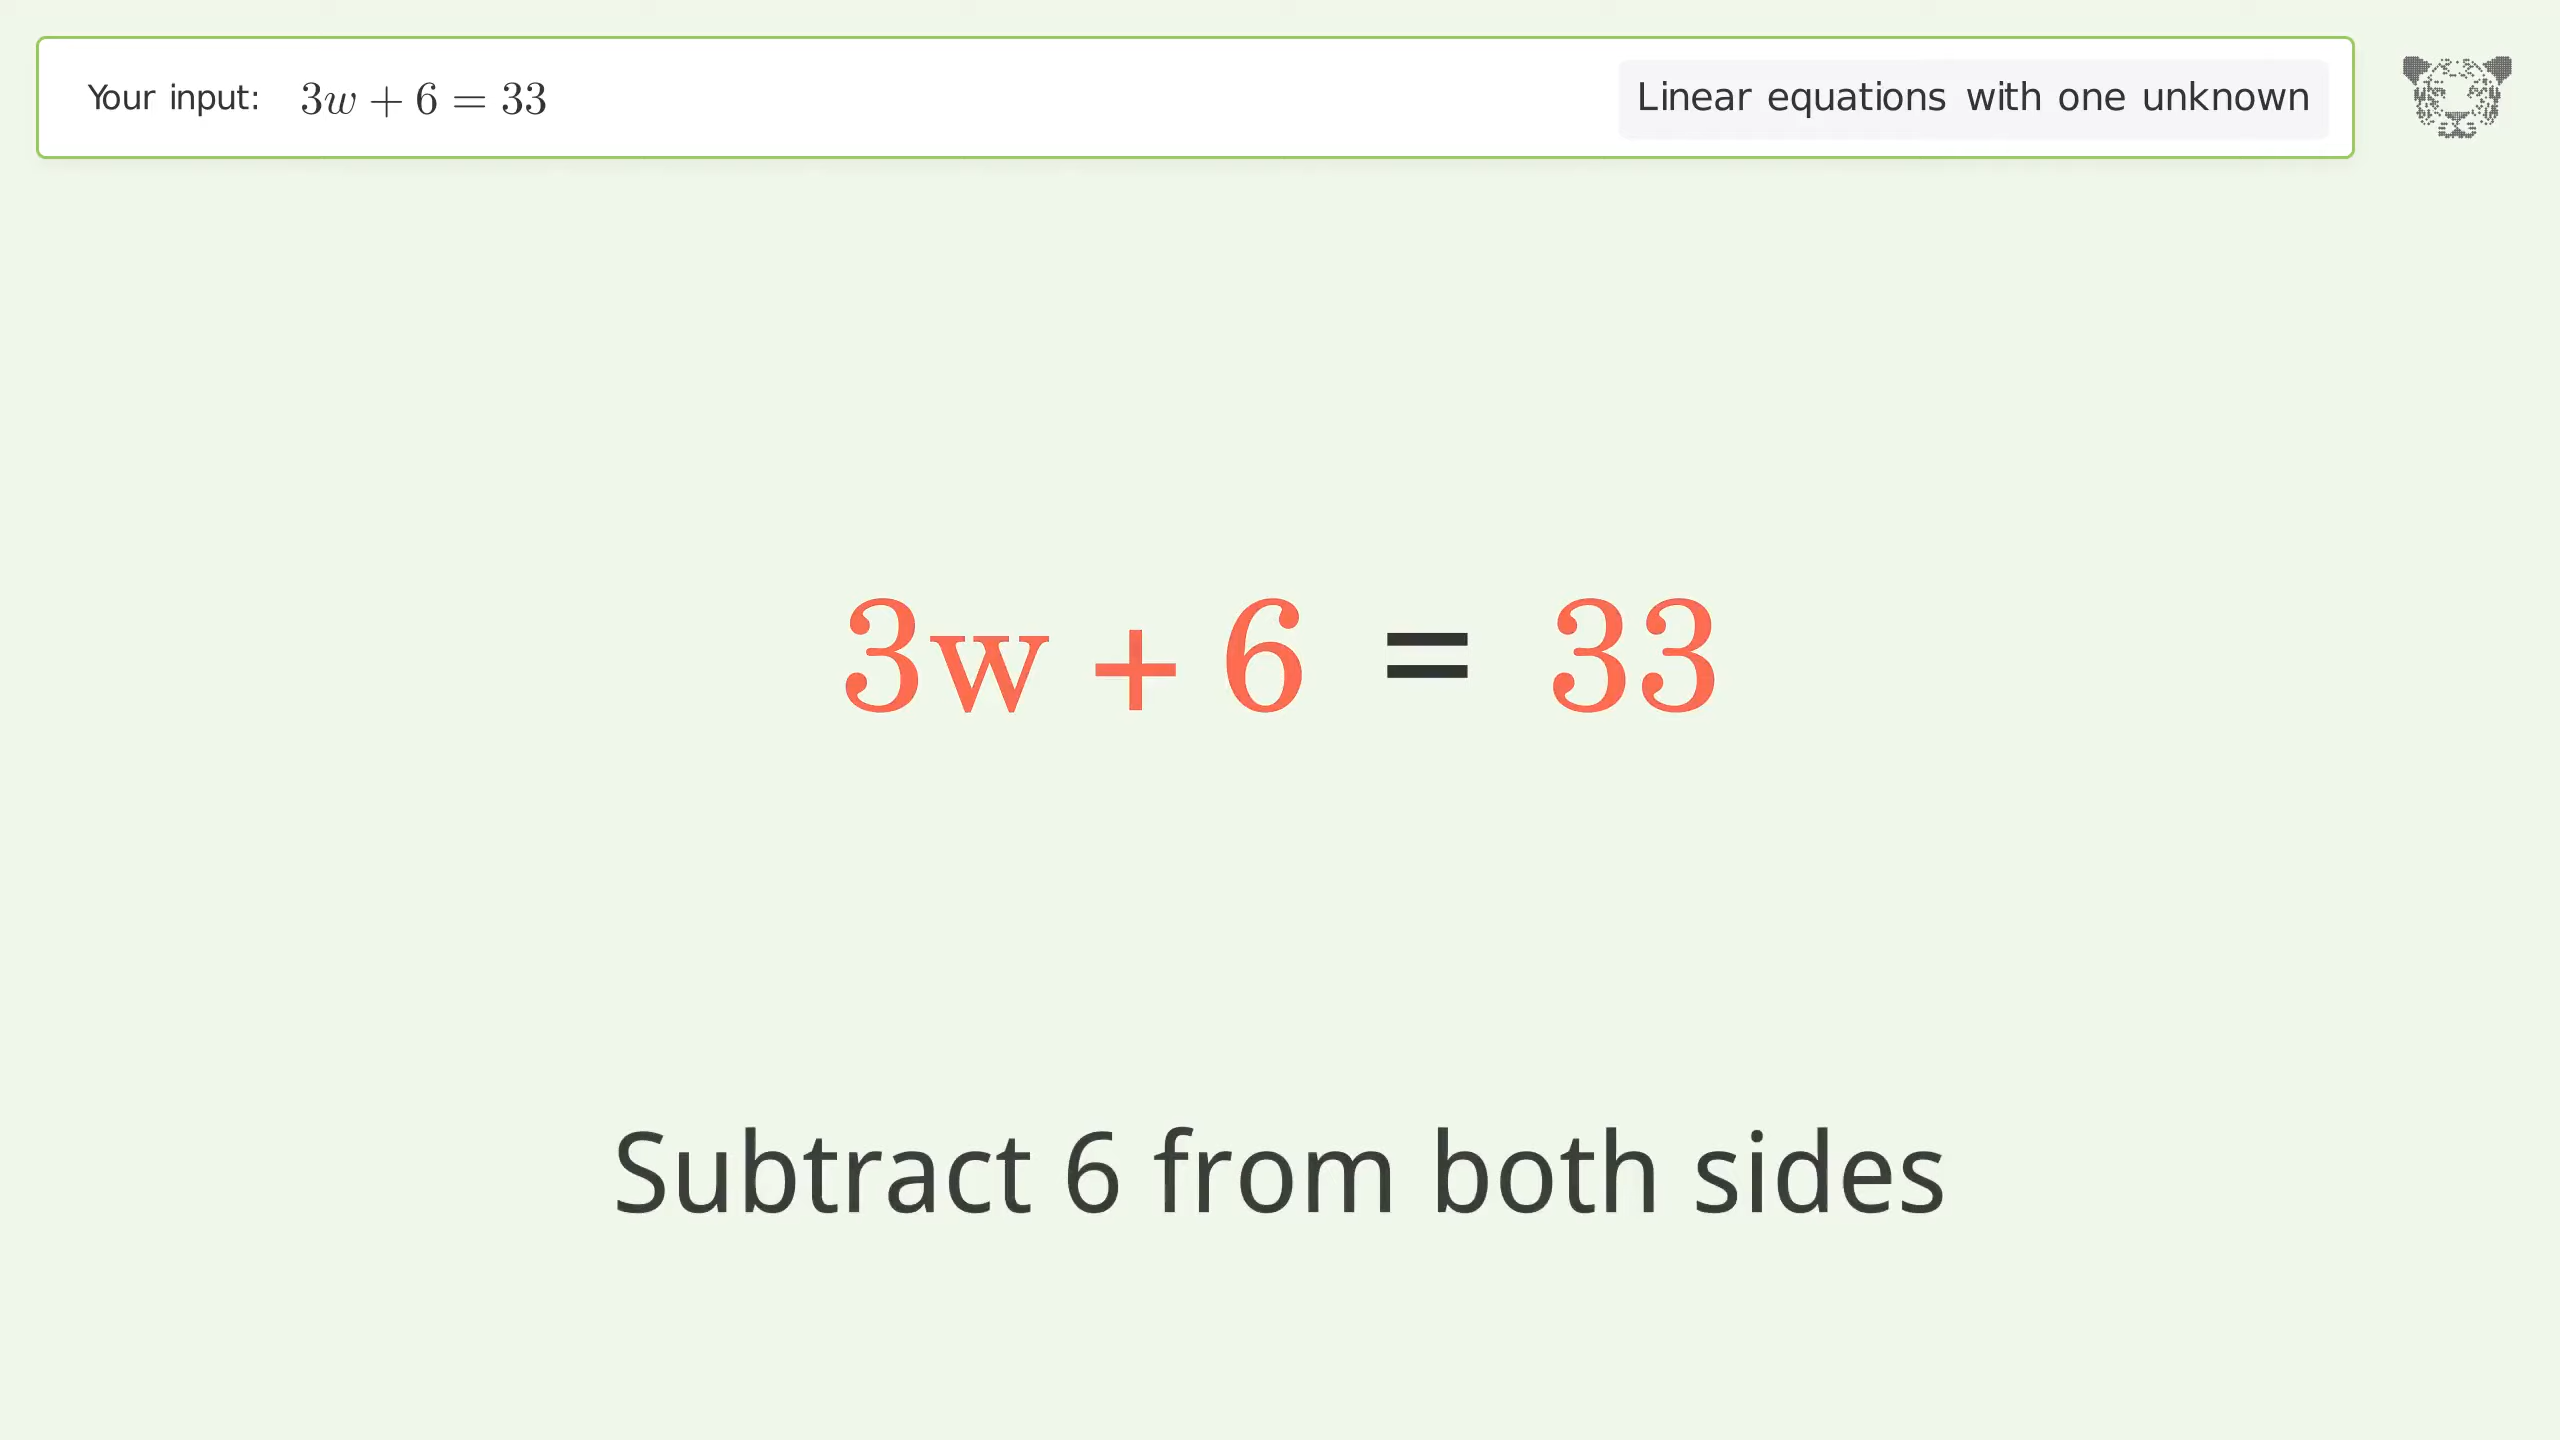 Your input: 3w + 6 = 33
Linear equations with one unknown
3w + 6 = 33
Subtract 6 from both sides